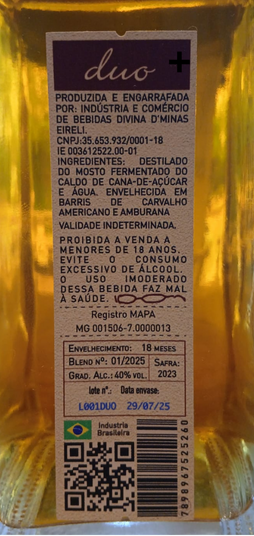 duo +
PRODUZIDA E ENGARRAFADA
POR: INDÚSTRIA E COMÉRCIO
DE BEBIDAS DIVINA D'MINAS
EIRELI.
CNPJ:35.653.932/0001-18
IE 003612522.00-01
INGREDIENTES: DESTILADO
DO MOSTO FERMENTADO DO
CALDO DE CANA-DE-AÇÚCAR
E ÁGUA. ENVELHECIDA EM
BARRIS DE CARVALHO
AMERICANO E AMBURANA
VALIDADE INDETERMINADA.
PROIBIDA A VENDA A
MENORES DE 18 ANOS.
EVITE O CONSUMO
EXCESSIVO DE ÁLCOOL.
O USO IMODERADO
DESSA BEBIDA FAZ MAL
À SAÚDE.
Registro MAPA
MG 001506-7.0000013
ENVELHECIMENTO: 18 MESES
BLEND Nº: 01/2025 SAFRA:
GRAD. ALC.:40% VOL. 2023
lote n.: Data envase:
L001DUO 29/07/25
Industria
Brasileira
7898967525260